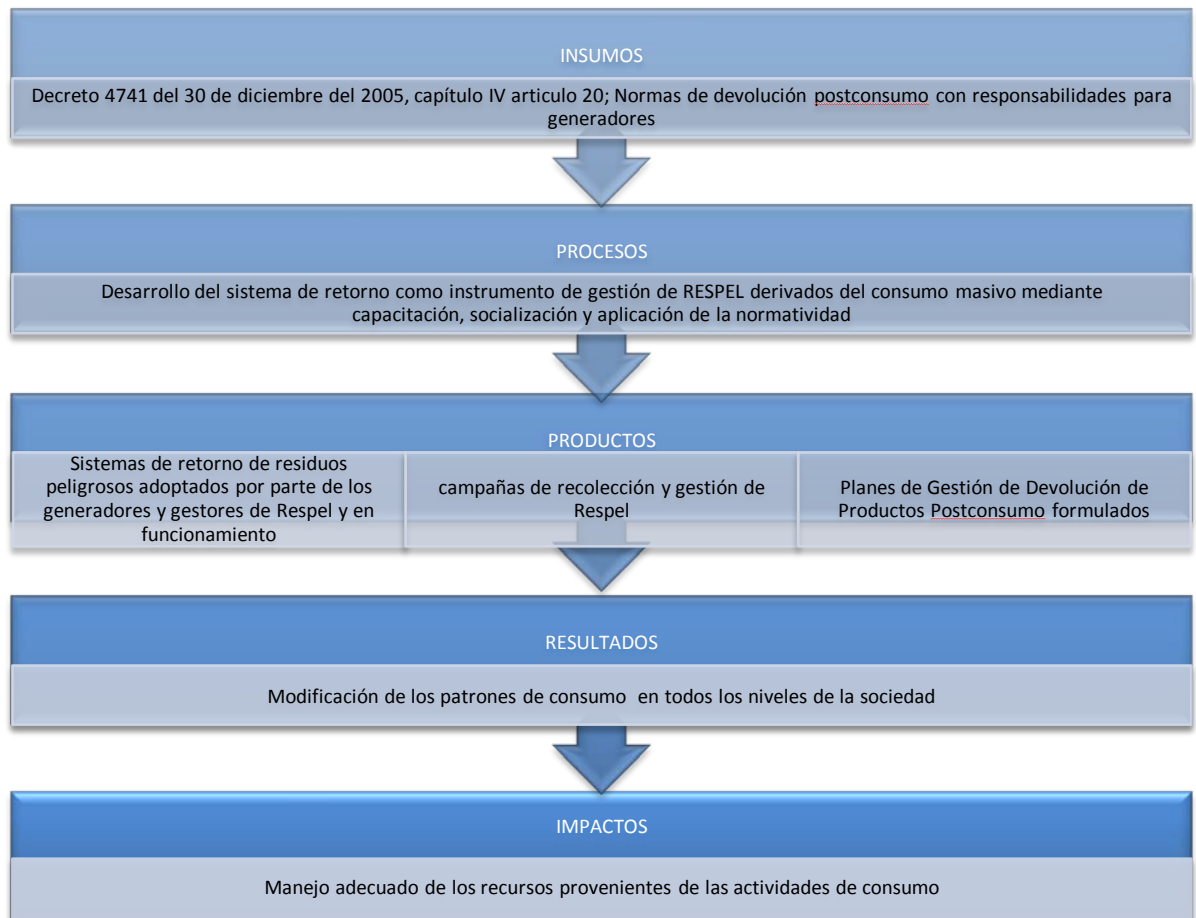 INSUMOS
Decreto 4741 del 30 de diciembre del 2005, capítulo IV articulo 20; Normas de devolución postconsumo con responsabilidades para
generadores
PROCESOS
Desarrollo del sistema de retorno como instrumento de gestión de RESPEL derivados del consumo masivo mediante
capacitación, socialización y aplicación de la normatividad
PRODUCTOS
Sistemas de retorno de residuos
peligrosos adoptados por parte de los
generadores y gestores de Respel y en
funcionamiento
campañas de recolección y gestión de
Respel
Planes de Gestión de Devolución de
Productos Postconsumo formulados
RESULTADOS
Modificación de los patrones de consumo en todos los niveles de la sociedad
IMPACTOS
Manejo adecuado de los recursos provenientes de las actividades de consumo